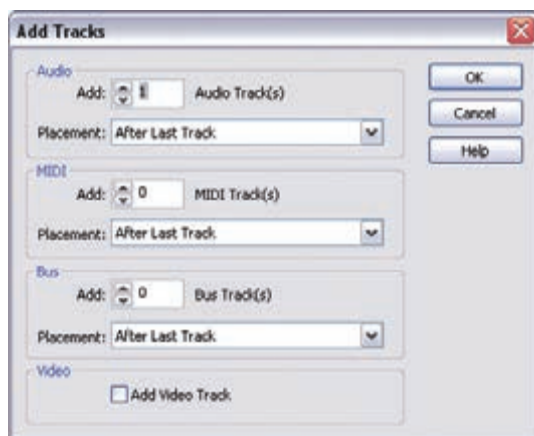 Add Tracks
Audio
Add: 1 Audio Track(s)
Placement: After Last Track
MIDI
Add: 0 MIDI Track(s)
Placement: After Last Track
Bus
Add: 0 Bus Track(s)
Placement: After Last Track
Video
Add Video Track
OK
Cancel
Help